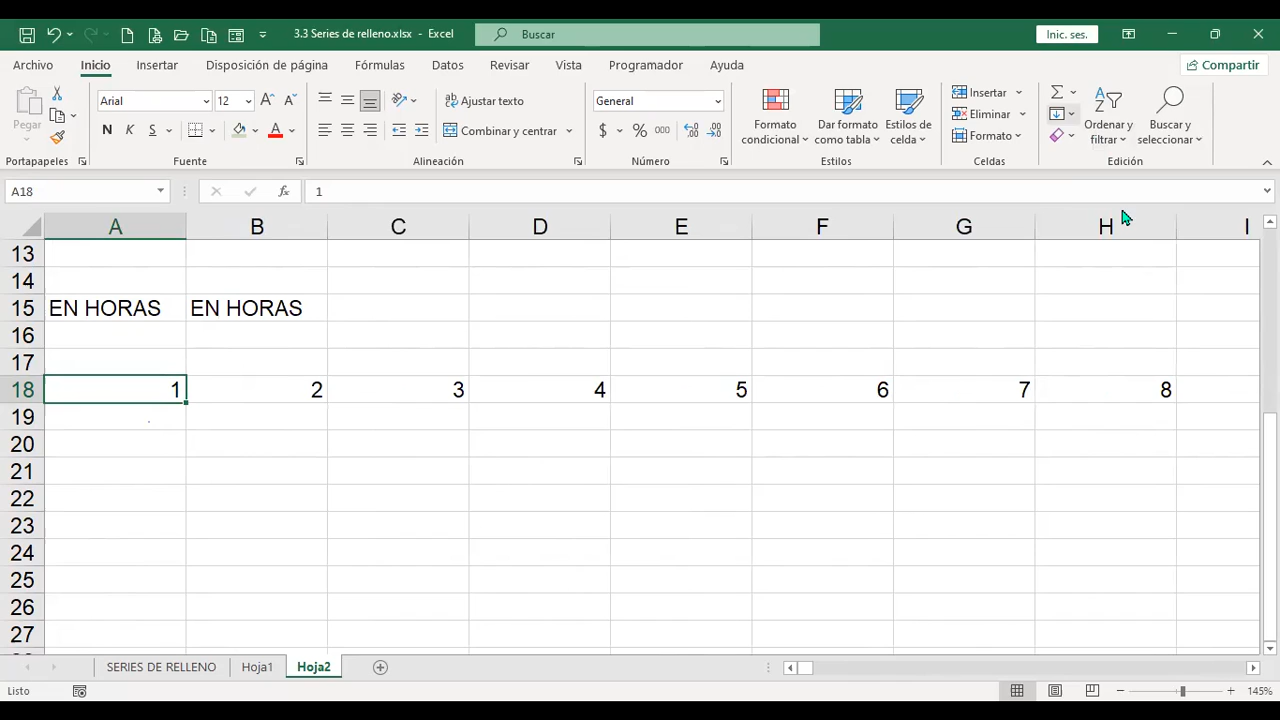 3.3 Series de relleno.xlsx - Excel
Buscar
Inic. ses.
Archivo Inicio Insertar Disposición de página Fórmulas Datos Revisar Vista Programador Ayuda Compartir
Pegar
Portapapeles
Arial 12
N K S
Fuente
Ajustar texto
Combinar y centrar
Alineación
General
$ % 000
Número
Formato condicional
Dar formato como tabla
Estilos de celda
Estilos
Insertar
Eliminar
Formato
Celdas
Ordenar y filtrar
Buscar y seleccionar
Edición
A18 fx 1
A B C D E F G H I
13
14
15 EN HORAS EN HORAS
16
17
18 1 2 3 4 5 6 7 8
19
20
21
22
23
24
25
26
27
SERIES DE RELLENO Hoja1 Hoja2
Listo 145%